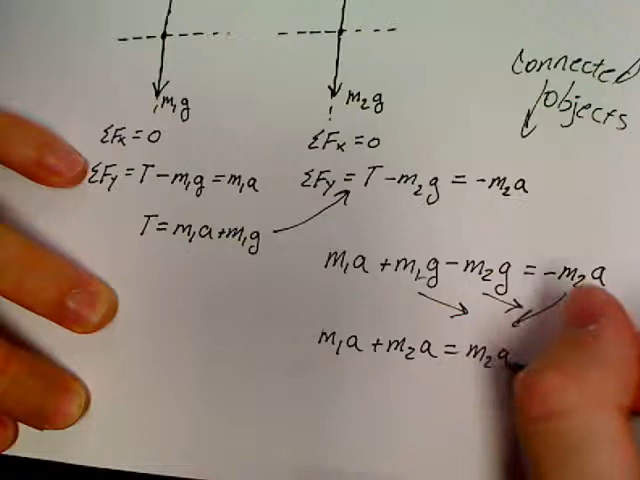 m₁g
m₂g
Connected
objects
ΣFx = 0
ΣFx = 0
ΣFy = T - m₁g = m₁a
ΣFy = T - m₂g = -m₂a
T = m₁a + m₁g
m₁a + m₁g - m₂g = -m₂a
m₁a + m₂a = m₂